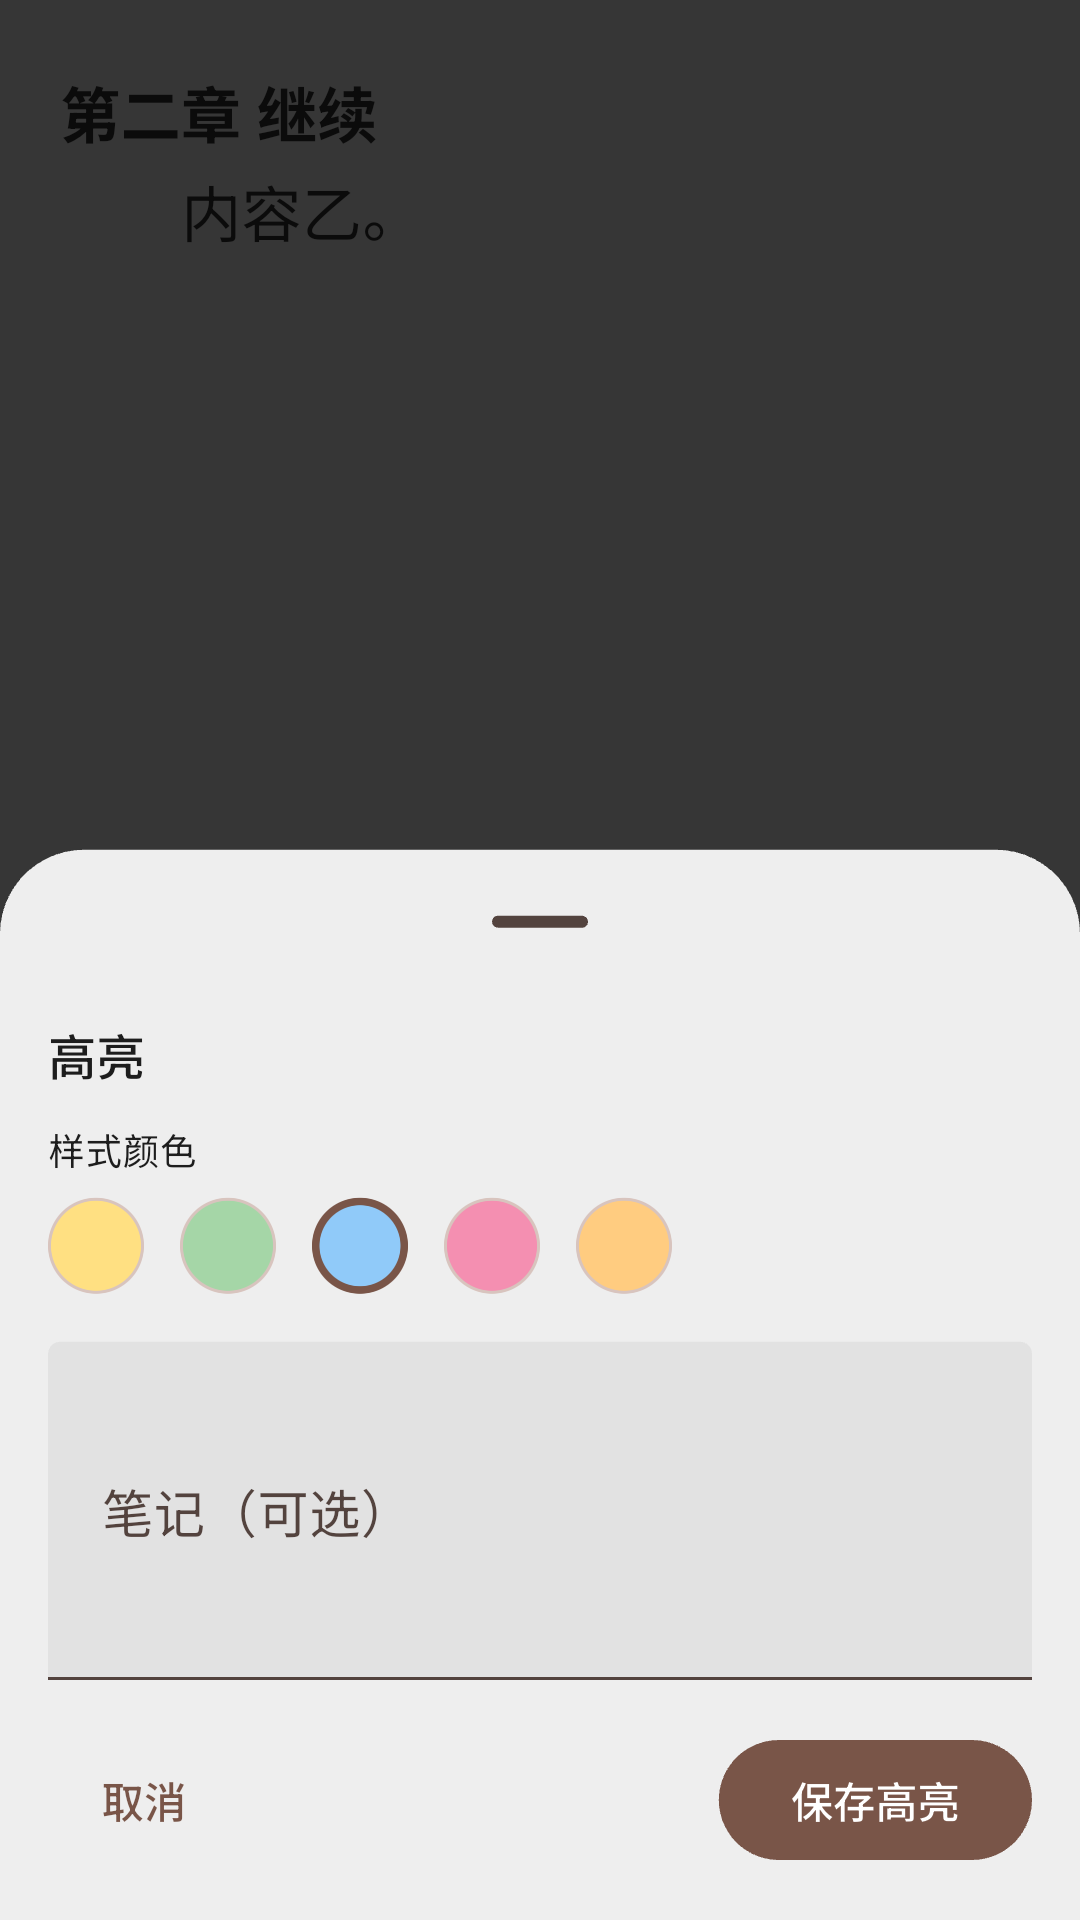 第二章 继续
内容乙。
高亮
样式颜色
笔记（可选）
取消
保存高亮